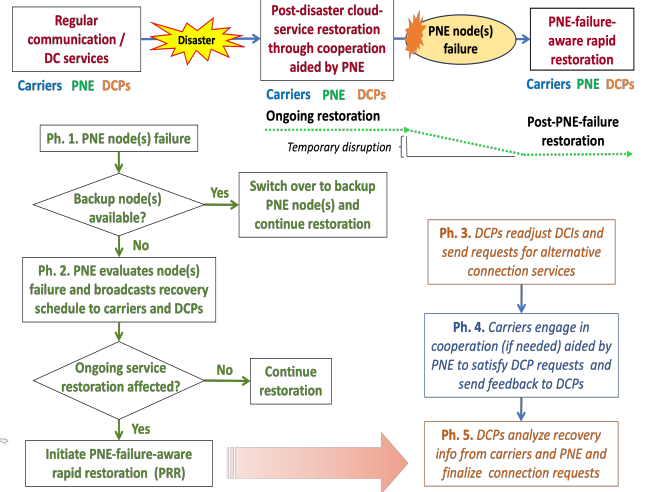 Regular
communication /
DC services
Disaster
Post-disaster cloud-
service restoration
through cooperation
aided by PNE
PNE node(s)
failure
PNE-failure-
aware rapid
restoration
Carriers PNE DCPs
Carriers PNE DCPs
Carriers PNE DCPs
Ongoing restoration
Post-PNE-failure
restoration
Temporary disruption
Ph. 1. PNE node(s) failure
Backup node(s)
available?
Yes
Switch over to backup
PNE node(s) and
continue restoration
No
Ph. 2. PNE evaluates node(s)
failure and broadcasts recovery
schedule to carriers and DCPs
Ongoing service
restoration affected?
No
Continue
restoration
Yes
Initiate PNE-failure-aware
rapid restoration (PRR)
Ph. 3. DCPs readjust DCIs and
send requests for alternative
connection services
Ph. 4. Carriers engage in
cooperation (if needed) aided by
PNE to satisfy DCP requests and
send feedback to DCPs
Ph. 5. DCPs analyze recovery
info from carriers and PNE and
finalize connection requests